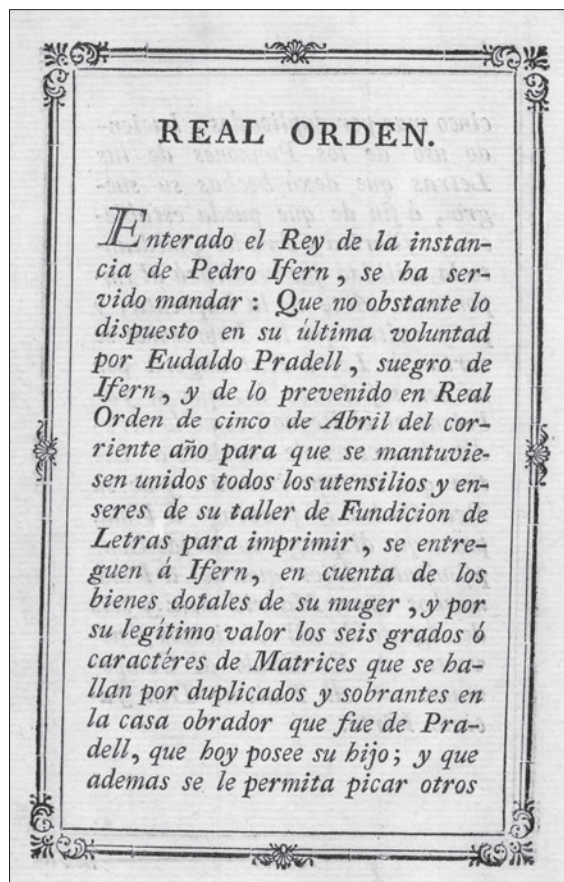 REAL ORDEN.
Enterado el Rey de la instan-
cia de Pedro Ifern, se ha ser-
vido mandar : Que no obstante lo
dispuesto en su última voluntad
por Eudaldo Pradell, suegro de
Ifern, y de lo prevenido en Real
Orden de cinco de Abril del cor-
riente año para que se mantuvie-
sen unidos todos los utensilios y en-
seres de su taller de Fundicion de
Letras para imprimir, se entre-
guen á Ifern, en cuenta de los
bienes dotales de su muger, y por
su legítimo valor los seis grados ó
caractéres de Matrices que se ha-
llan por duplicados y sobrantes en
la casa obrador que fue de Pra-
dell, que hoy posee su hijo; y que
ademas se le permita picar otros